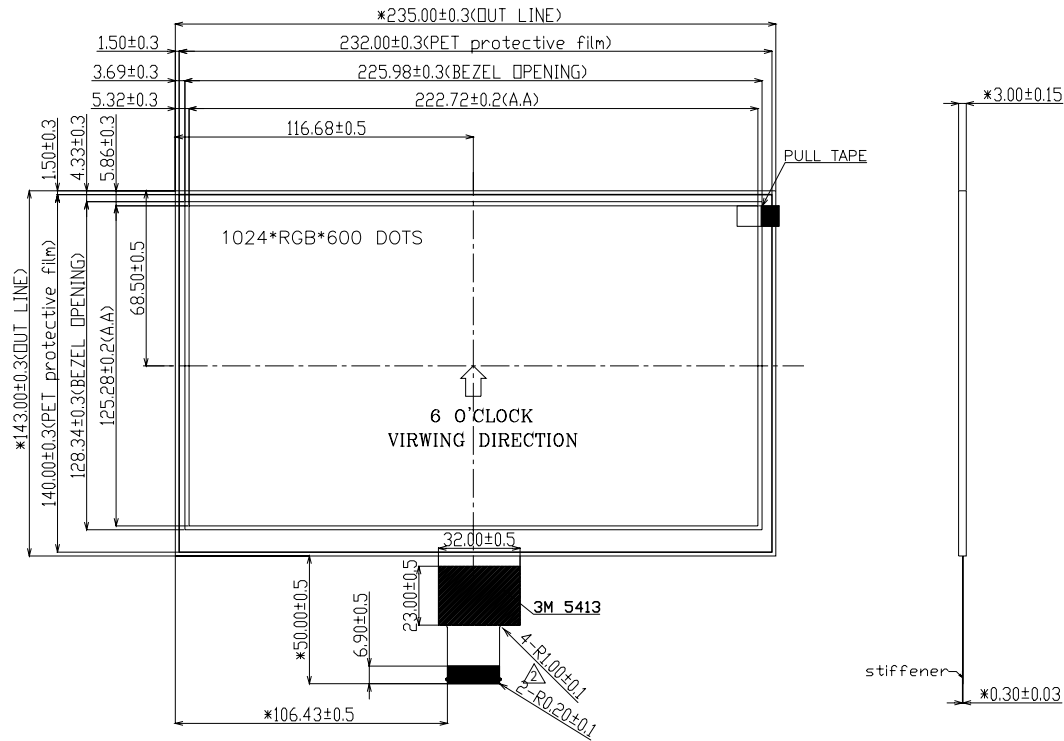 *235.00±0.3(OUT LINE)
1.50±0.3
232.00±0.3(PET protective film)
3.69±0.3
225.98±0.3(BEZEL OPENING)
5.32±0.3
222.72±0.2(A.A)
*3.00±0.15
116.68±0.5
1.50±0.3
4.33±0.3
5.86±0.3
PULL TAPE
1024*RGB*600 DOTS
68.50±0.5
*143.00±0.3(OUT LINE)
140.00±0.3(PET protective film)
128.34±0.3(BEZEL OPENING)
125.28±0.2(A.A)
6 O'CLOCK
VIRWING DIRECTION
32.00±0.5
23.00±0.5
3M 5413
*50.00±0.5
6.90±0.5
4-R1.00±0.1
2
2-R0.20±0.1
stiffener
*0.30±0.03
*106.43±0.5